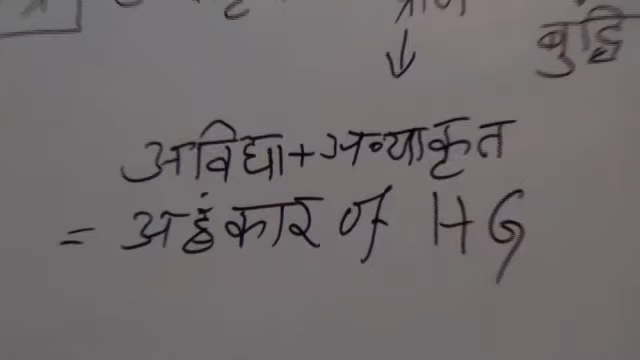 प्राण
बुद्धि
अविद्या+अव्याकृत
= अहंकार of HG